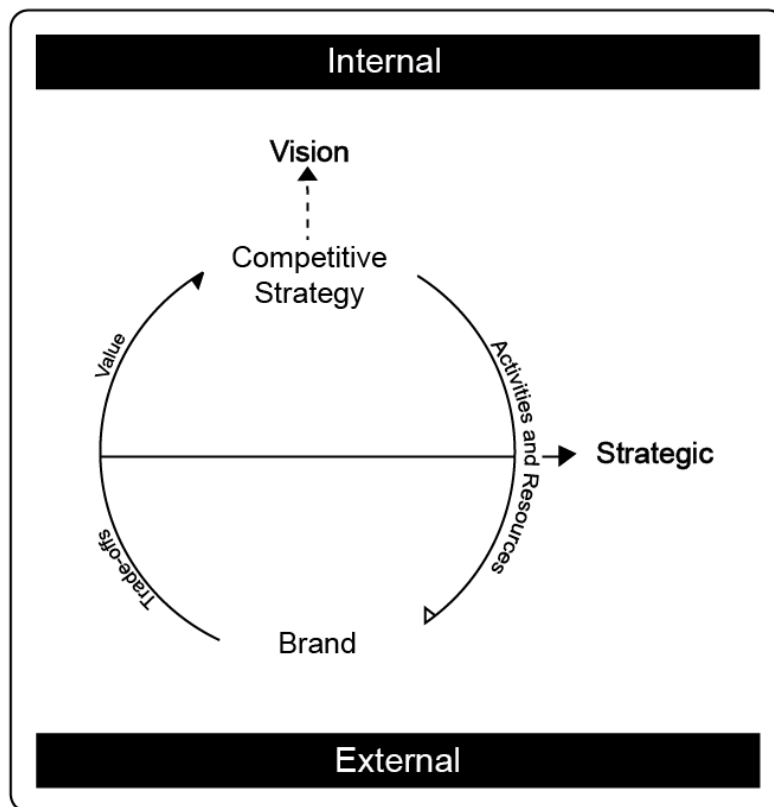 Internal
Vision
Competitive
Strategy
Value
Activities and Resources
Strategic
Trade-offs
Brand
External